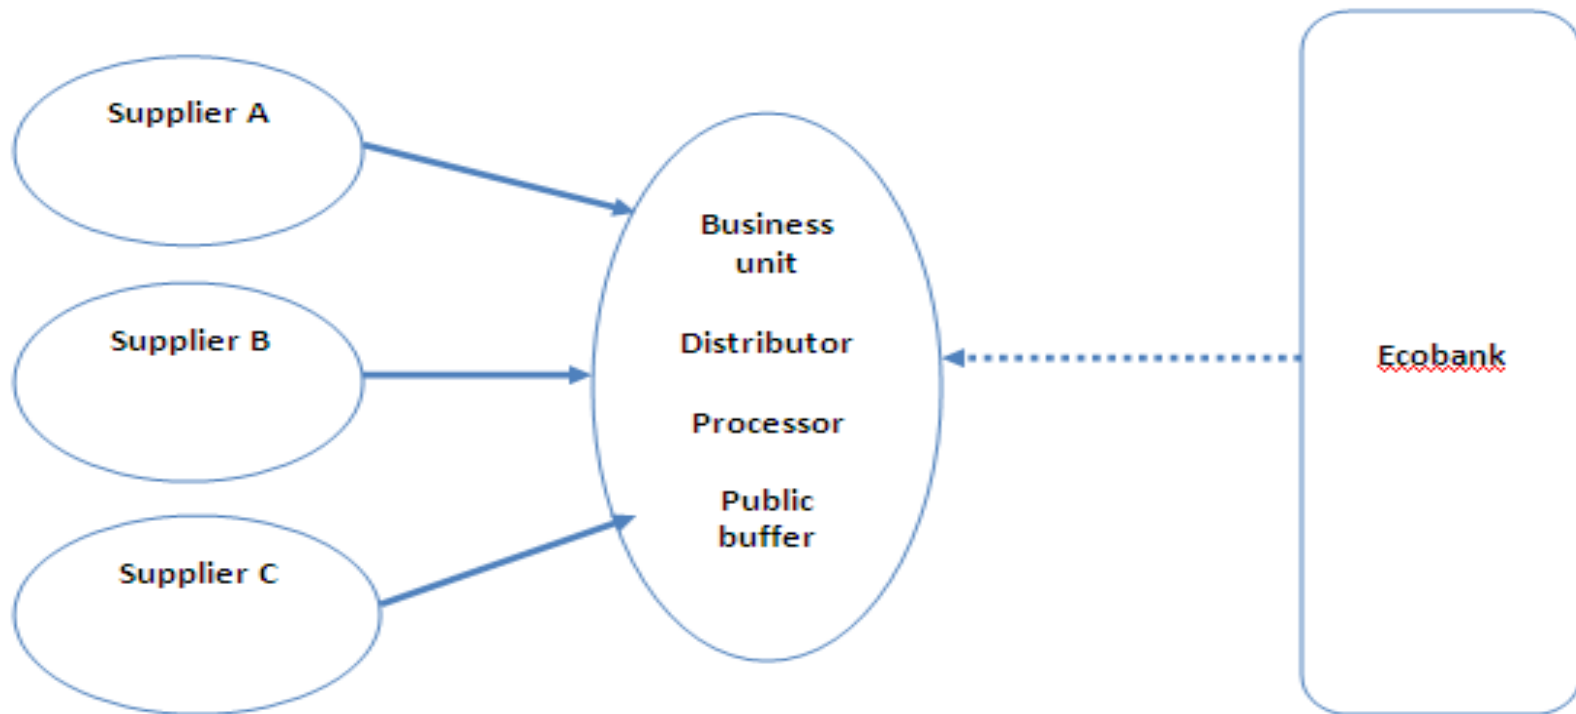 Supplier A
Supplier B
Supplier C
Business
unit
Distributor
Processor
Public
buffer
Ecobank